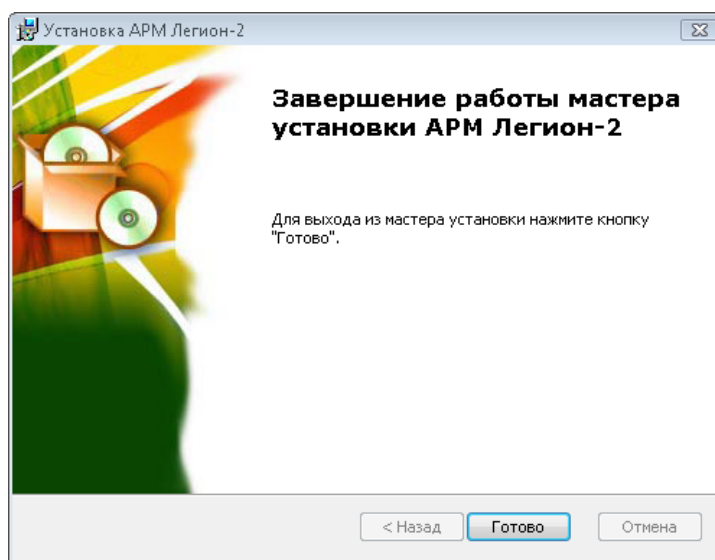 Установка АРМ Легион-2
Завершение работы мастера
установки АРМ Легион-2
Для выхода из мастера установки нажмите кнопку
"Готово".
< Назад Готово Отмена